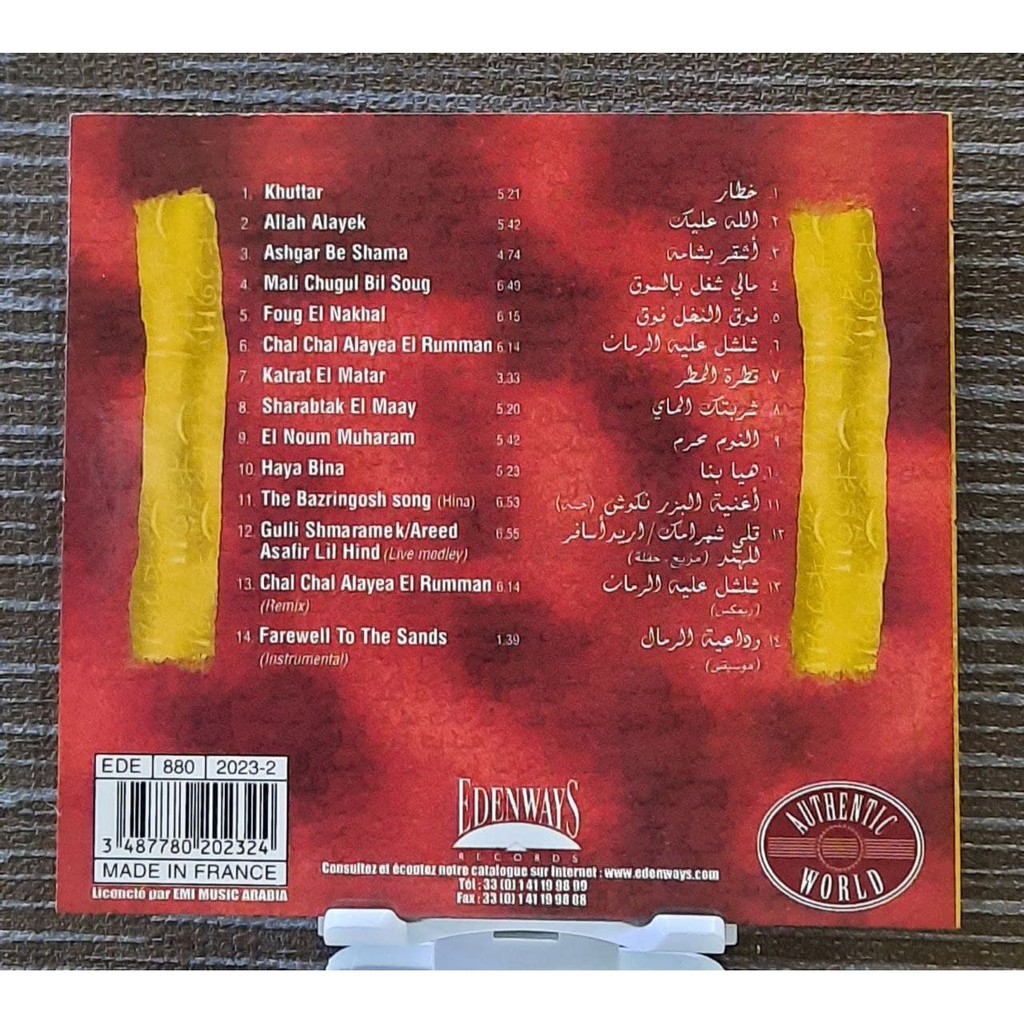 1. Khuttar 5.21 خطار ١.
2. Allah Alayek 5.42 الله عليك ٢.
3. Ashgar Be Shama 4.74 أشقر بشامه ٣.
4. Mali Chugul Bil Soug 6.49 مالي شغل بالسوق ٤.
5. Foug El Nakhal 6.15 فوق النخل فوق ٥.
6. Chal Chal Alayea El Rumman 6.14 شلشل عليه الرمان ٦.
7. Katrat El Matar 3.33 قطرة المطر ٧.
8. Sharabtak El Maay 5.20 شربتك الماي ٨.
9. El Noum Muharam 5.42 النوم محرم ٩.
10. Haya Bina 5.23 هيا بنا ١٠.
11. The Bazringosh song (Hina) 6.53 أغنية البزر نكوش (حنه) ١١.
12. Gulli Shmaramek/Areed 6.55 قلي شمرامك/اريد أسافر ١٢.
Asafir Lil Hind (Live medley) للهند (مزيج حفلة)
13. Chal Chal Alayea El Rumman 6.14 شلشل عليه الرمان ١٣.
(Remix) (ريمكس)
14. Farewell To The Sands 1.39 وداعية الرمال ١٤.
(Instrumental) (موسيقى)
EDE 880 2023-2
3 487780 202324
MADE IN FRANCE
Licencié par EMI MUSIC ARABIA
EDENWAYS
RECORDS
Consultez et écoutez notre catalogue sur Internet : www.edenways.com
Tél : 33 (0) 1 41 19 98 00
Fax : 33 (0) 1 41 19 98 08
AUTHENTIC
WORLD